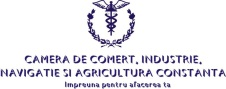 CAMERA DE COMERT, INDUSTRIE,
NAVIGATIE SI AGRICULTURA CONSTANTA
Impreuna pentru afacerea ta